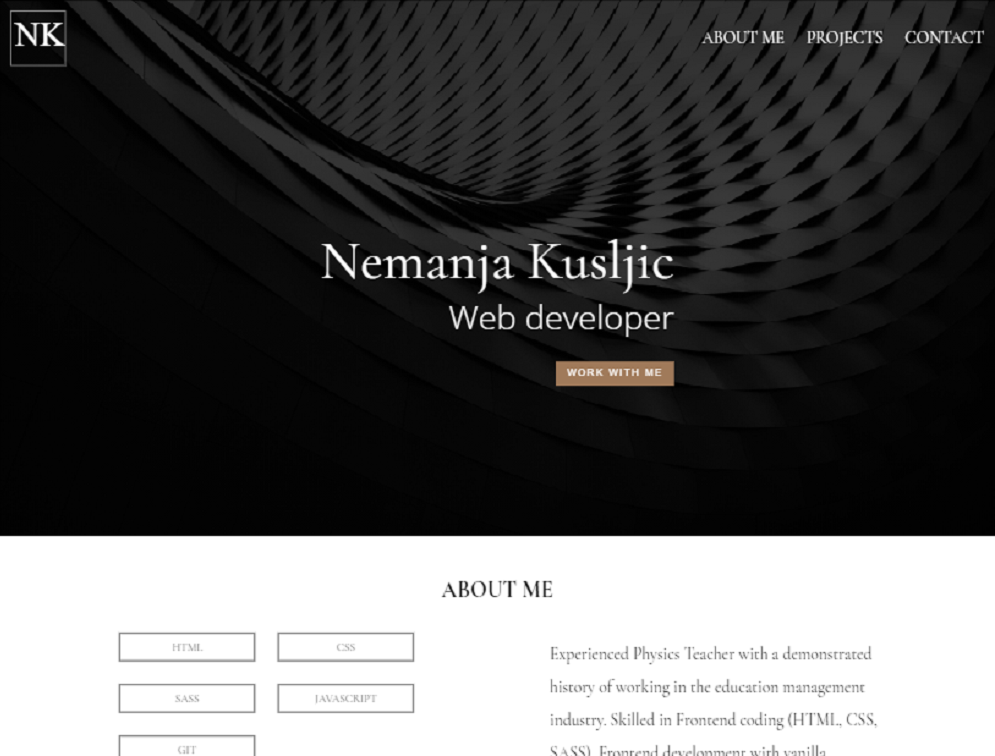 NK
ABOUT ME PROJECTS CONTACT
Nemanja Kusljic
Web developer
WORK WITH ME
ABOUT ME
HTML CSS
SASS JAVASCRIPT
GIT
Experienced Physics Teacher with a demonstrated
history of working in the education management
industry. Skilled in Frontend coding (HTML, CSS,
SASS), Frontend development with vanilla